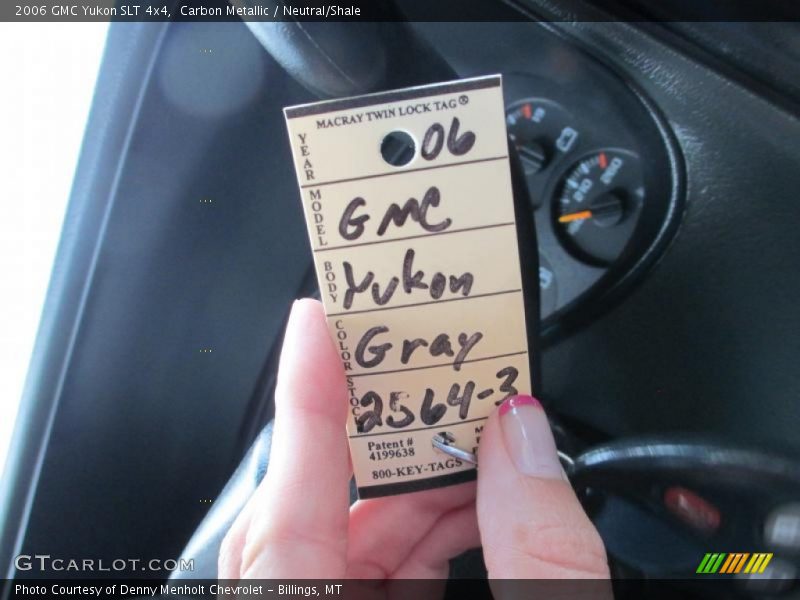 2006 GMC Yukon SLT 4x4,  Carbon Metallic / Neutral/Shale
MACRAY TWIN LOCK TAG®
YEAR 06
MODEL GMC
BODY Yukon
COLOR Gray
STOCK 2564-3
Patent #
4199638
800-KEY-TAGS
GTCARLOT.COM
Photo Courtesy of Denny Menholt Chevrolet – Billings, MT